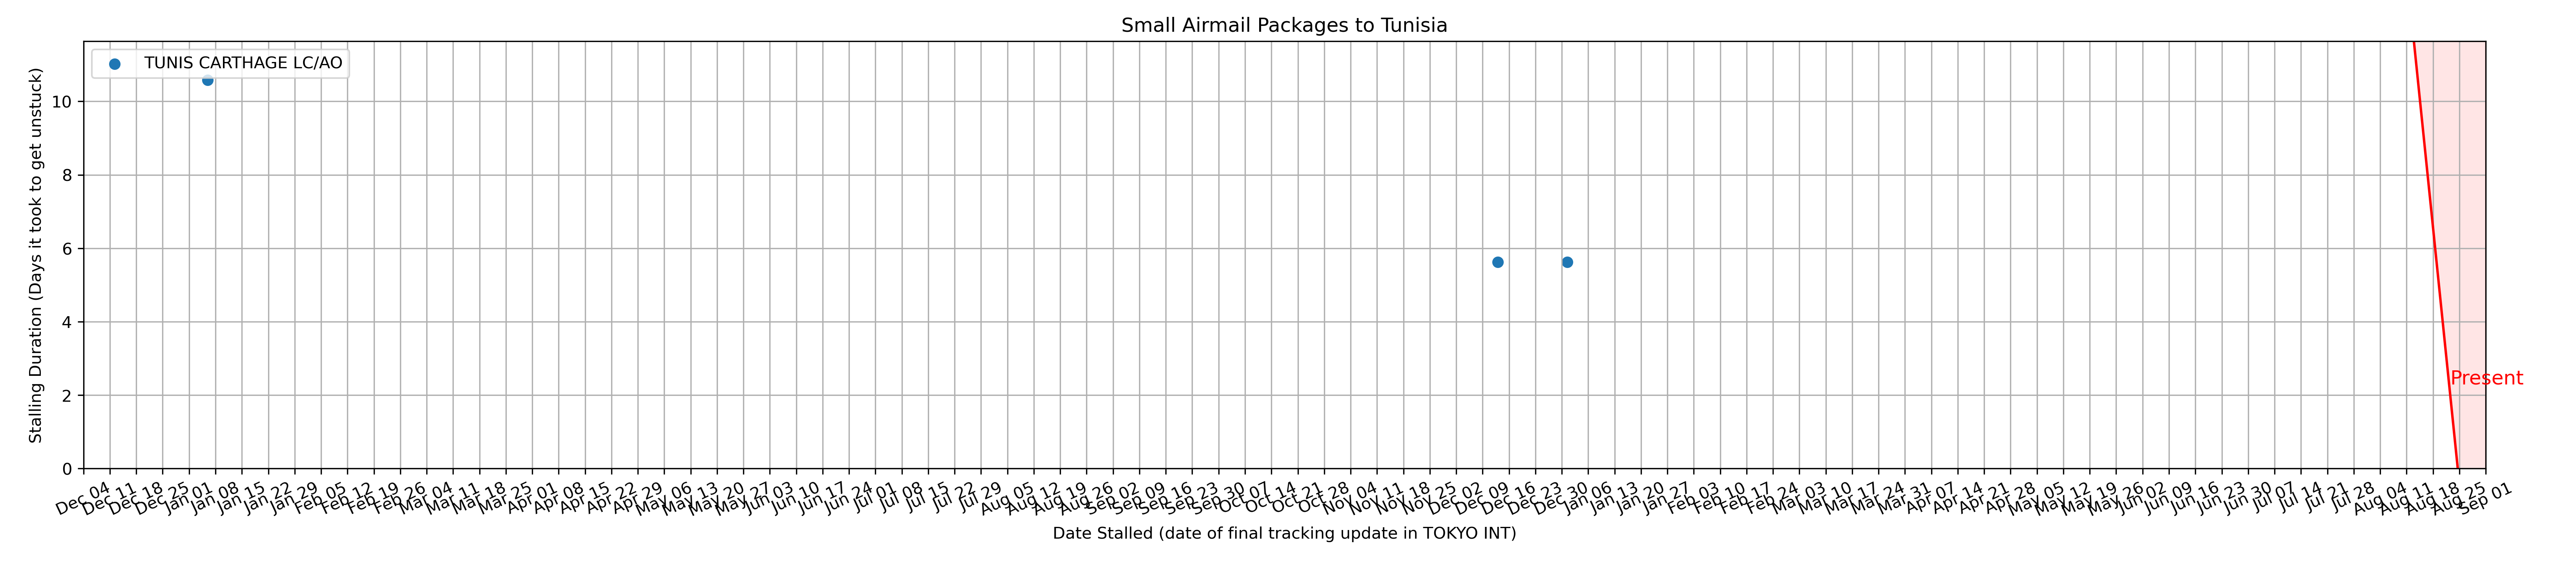 Small Airmail Packages to Tunisia
TUNIS CARTHAGE LC/AO
Stalling Duration (Days it took to get unstuck)
10
8
6
4
2
0
Present
Dec 04 Dec 11 Dec 18 Dec 25 Jan 01 Jan 08 Jan 15 Jan 22 Jan 29 Feb 05 Feb 12 Feb 19 Feb 26 Mar 04 Mar 11 Mar 18 Mar 25 Apr 01 Apr 08 Apr 15 Apr 22 Apr 29 May 06 May 13 May 20 May 27 Jun 03 Jun 10 Jun 17 Jun 24 Jul 01 Jul 08 Jul 15 Jul 22 Jul 29 Aug 05 Aug 12 Aug 19 Aug 26 Sep 02 Sep 09 Sep 16 Sep 23 Sep 30 Oct 07 Oct 14 Oct 21 Oct 28 Nov 04 Nov 11 Nov 18 Nov 25 Dec 02 Dec 09 Dec 16 Dec 23 Dec 30 Jan 06 Jan 13 Jan 20 Jan 27 Feb 03 Feb 10 Feb 17 Feb 24 Mar 03 Mar 10 Mar 17 Mar 24 Mar 31 Apr 07 Apr 14 Apr 21 Apr 28 May 05 May 12 May 19 May 26 Jun 02 Jun 09 Jun 16 Jun 23 Jun 30 Jul 07 Jul 14 Jul 21 Jul 28 Aug 04 Aug 11 Aug 18 Aug 25 Sep 01
Date Stalled (date of final tracking update in TOKYO INT)